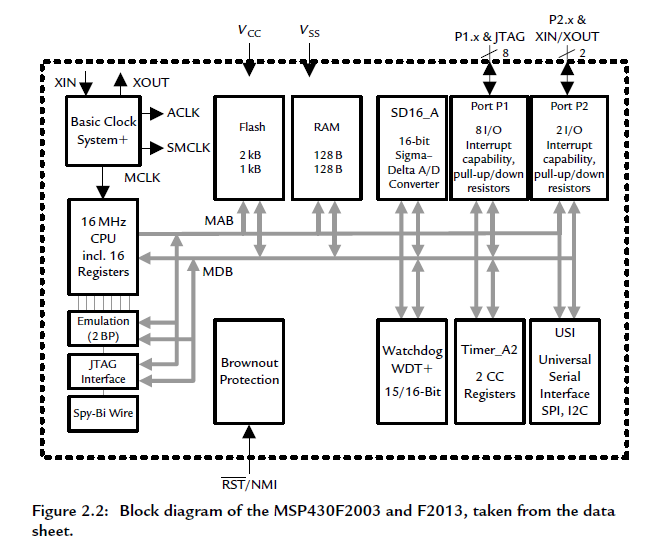 VCC
VSS
P1.x & JTAG
8
P2.x &
XIN/XOUT
2
XIN
XOUT
Basic Clock
System+
ACLK
SMCLK
MCLK
Flash
2 kB
1 kB
RAM
128 B
128 B
SD16_A
16-bit
Sigma–
Delta A/D
Converter
Port P1
8 I/O
Interrupt
capability,
pull-up/down
resistors
Port P2
2 I/O
Interrupt
capability,
pull-up/down
resistors
16 MHz
CPU
incl. 16
Registers
MAB
MDB
Emulation
(2 BP)
JTAG
Interface
Spy-Bi Wire
Brownout
Protection
RST/NMI
Watchdog
WDT+
15/16-Bit
Timer_A2
2 CC
Registers
USI
Universal
Serial
Interface
SPI, I2C
Figure 2.2: Block diagram of the MSP430F2003 and F2013, taken from the data
sheet.